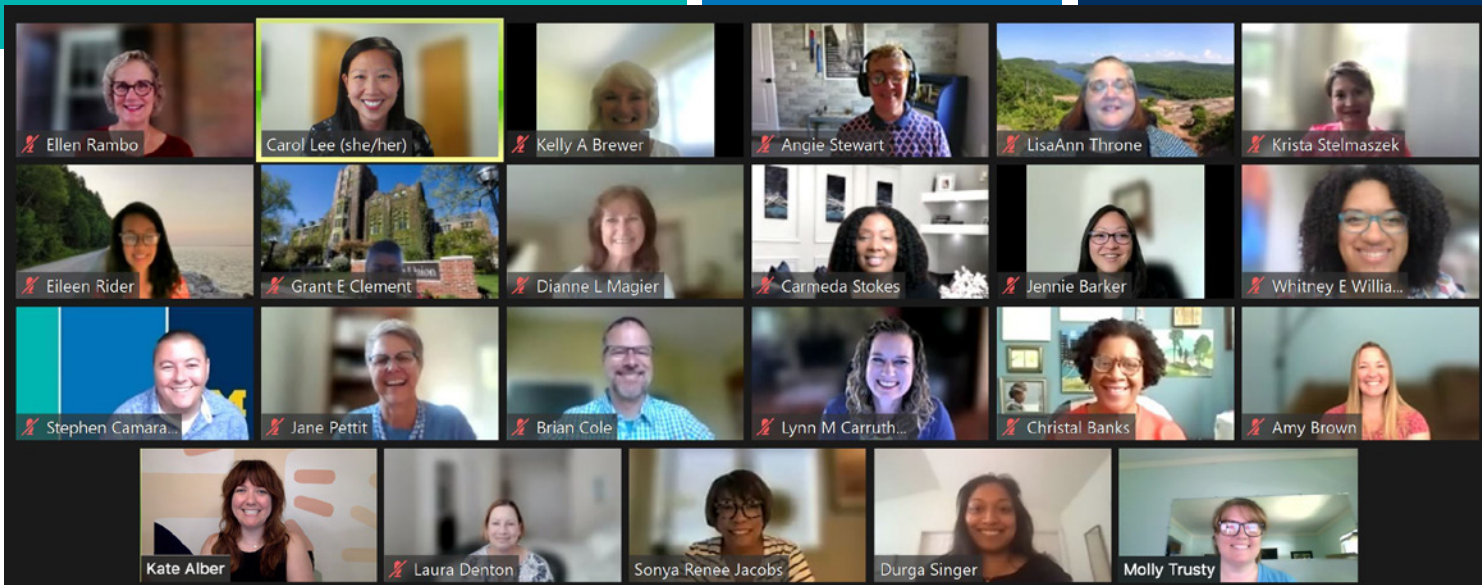 Ellen Rambo
Carol Lee (she/her)
Kelly A Brewer
Angie Stewart
LisaAnn Throne
Krista Stelmaszek
Eileen Rider
Grant E Clement
Union
Dianne L Magier
Carmeda Stokes
Jennie Barker
Whitney E Willia...
Stephen Camara...
Jane Pettit
Brian Cole
Lynn M Carruth...
Christal Banks
Amy Brown
Kate Alber
Laura Denton
Sonya Renee Jacobs
Durga Singer
Molly Trusty